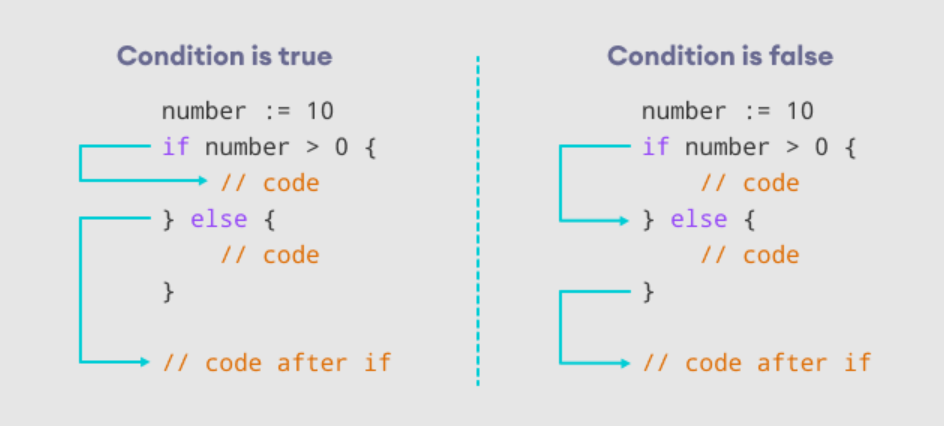 Condition is true
number := 10
if number > 0 {
// code
} else {
// code
}
// code after if
Condition is false
number := 10
if number > 0 {
// code
} else {
// code
}
// code after if